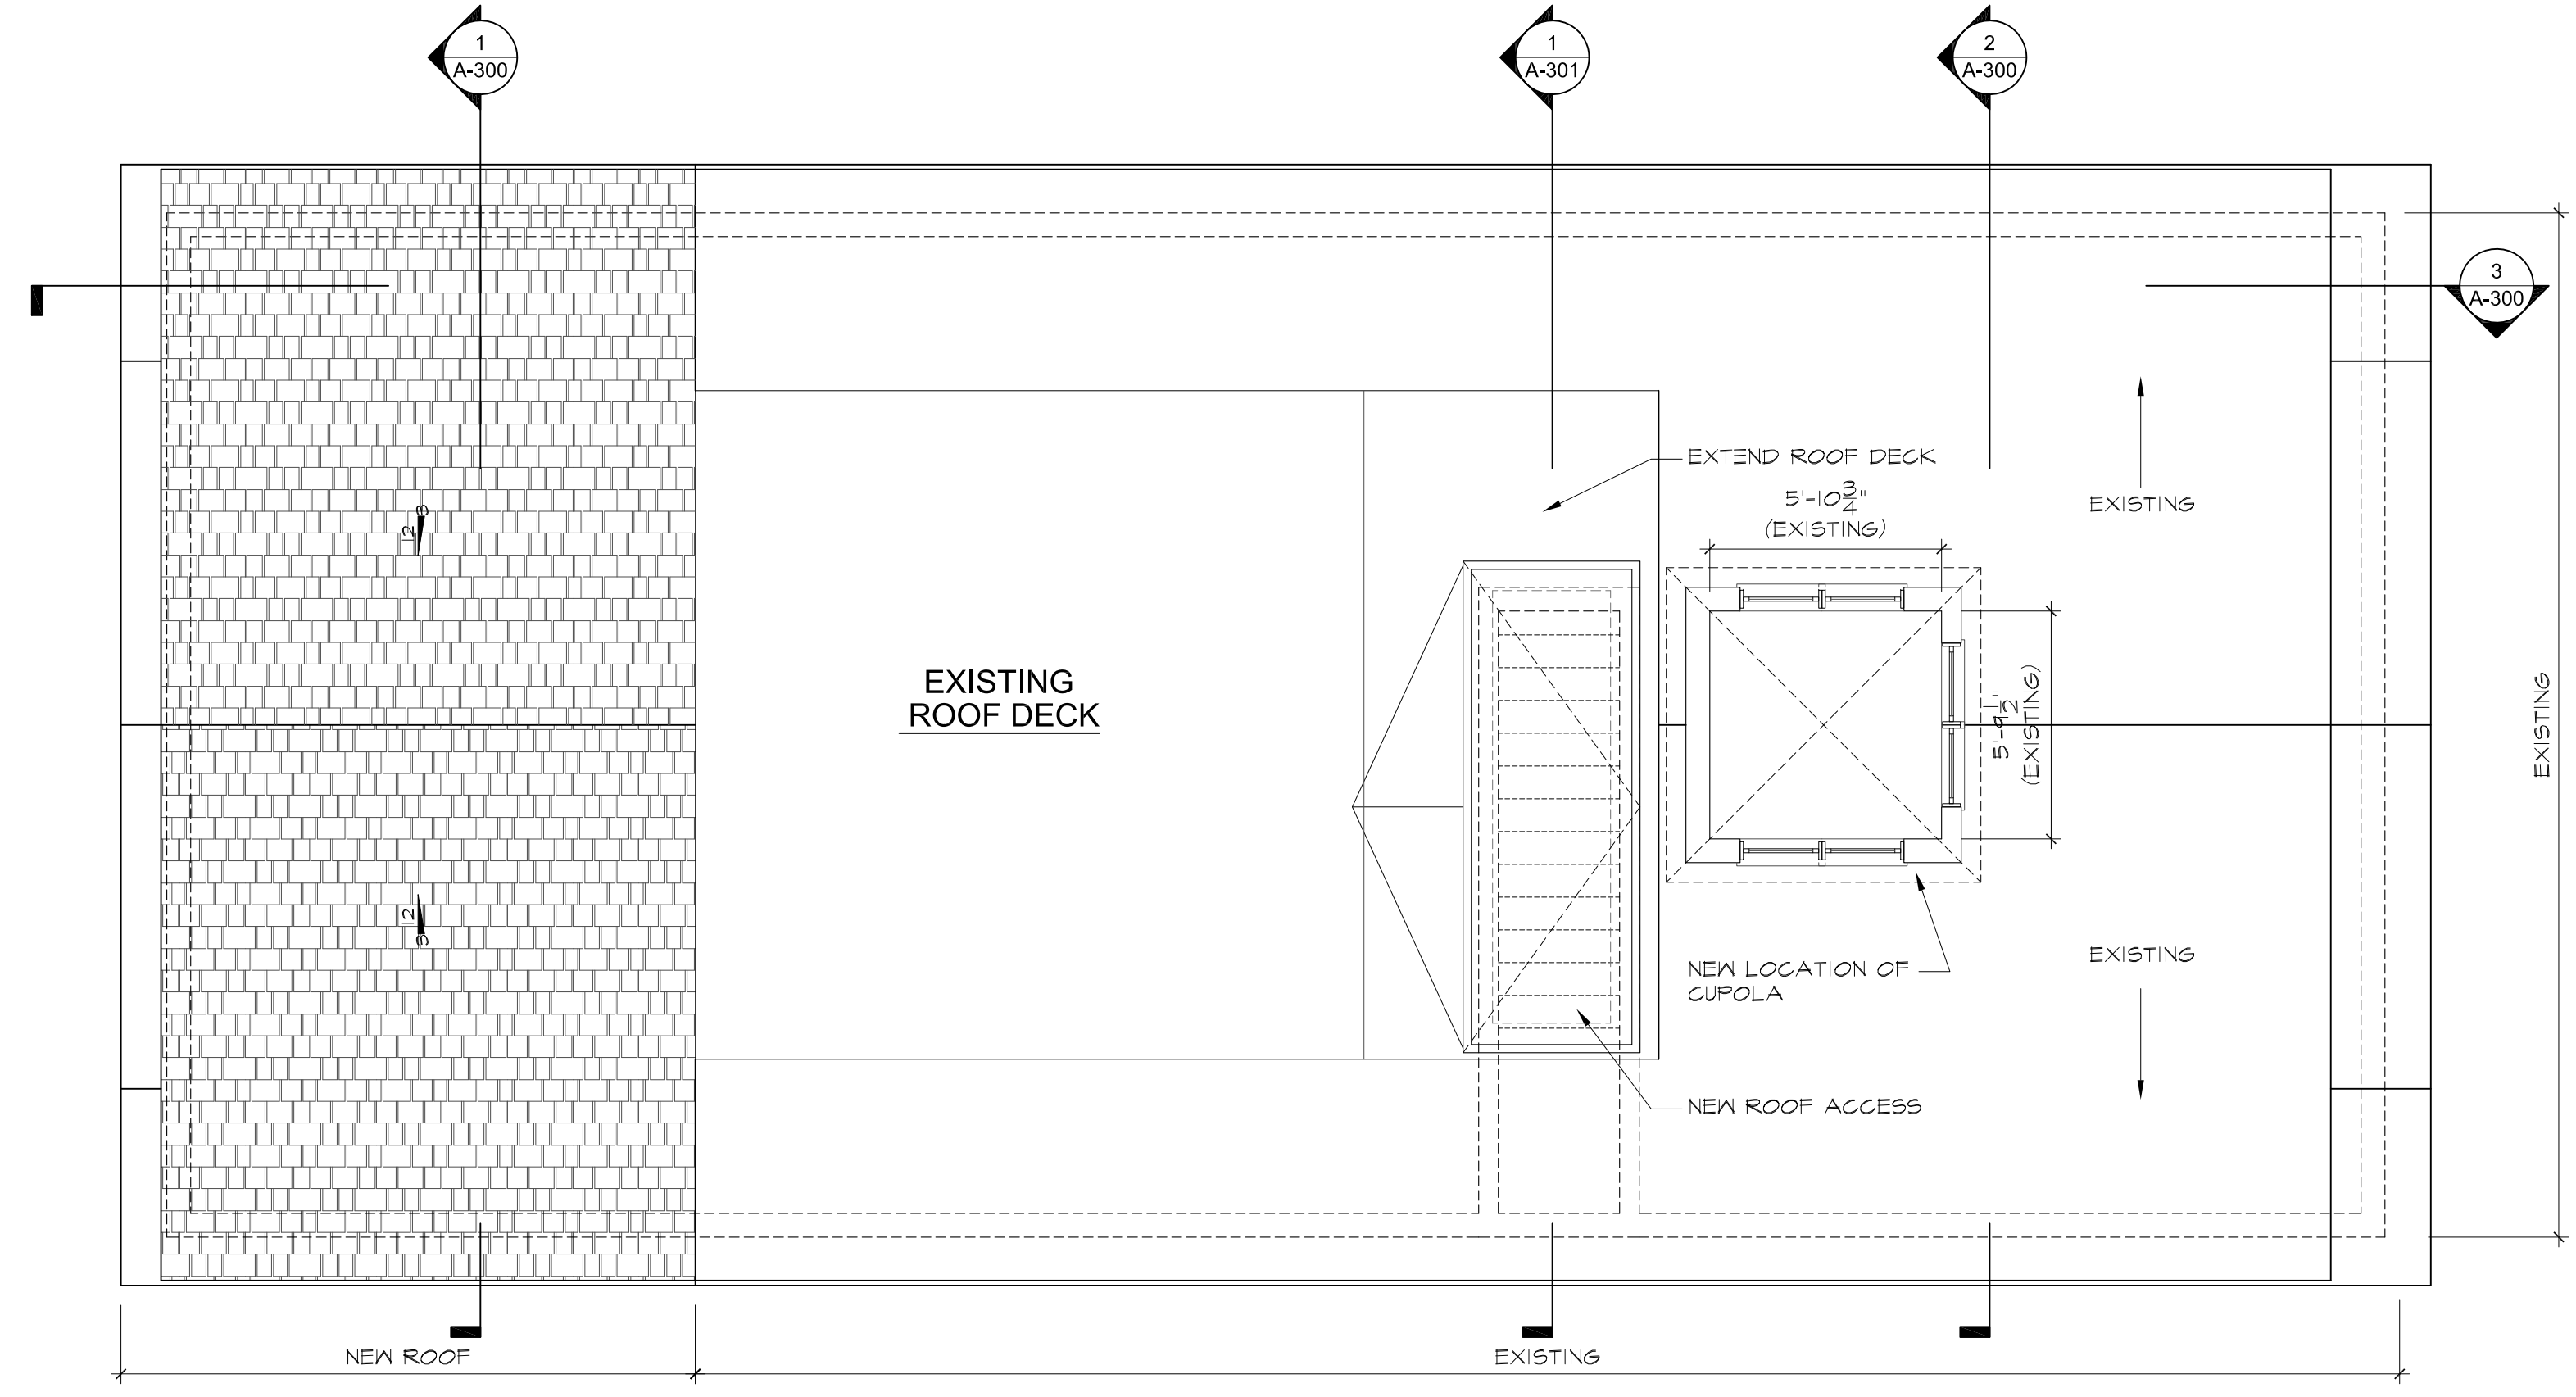 1
A-300
1
A-301
2
A-300
3
A-300
EXTEND ROOF DECK
5'-10 3/4"
(EXISTING)
EXISTING
12
3
EXISTING
ROOF DECK
5'-9 1/2"
(EXISTING)
EXISTING
12
3
NEW LOCATION OF
CUPOLA
EXISTING
NEW ROOF ACCESS
NEW ROOF
EXISTING